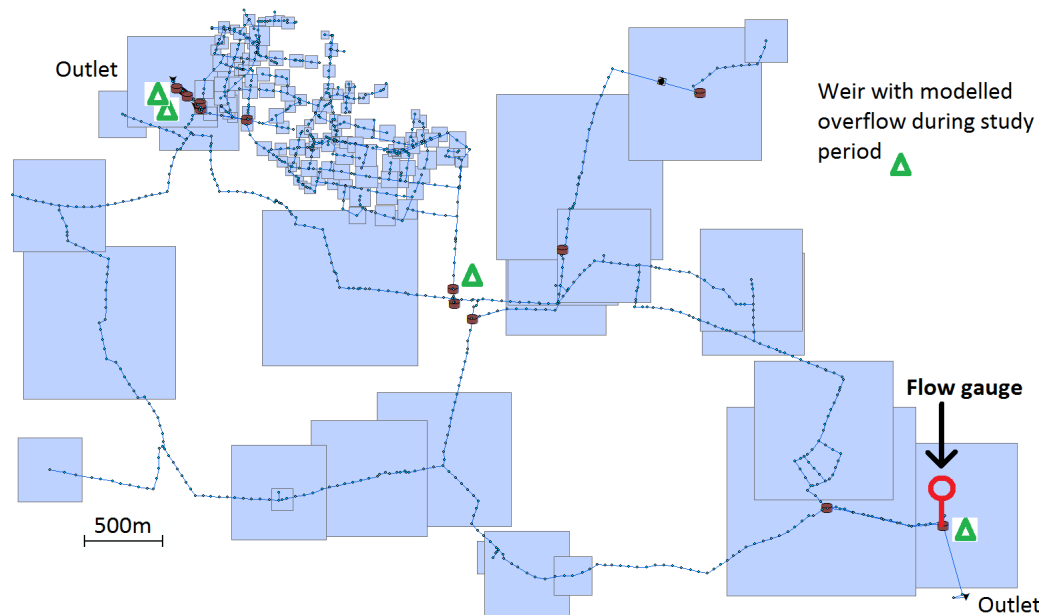 Outlet
Weir with modelled
overflow during study
period
Flow gauge
500m
Outlet